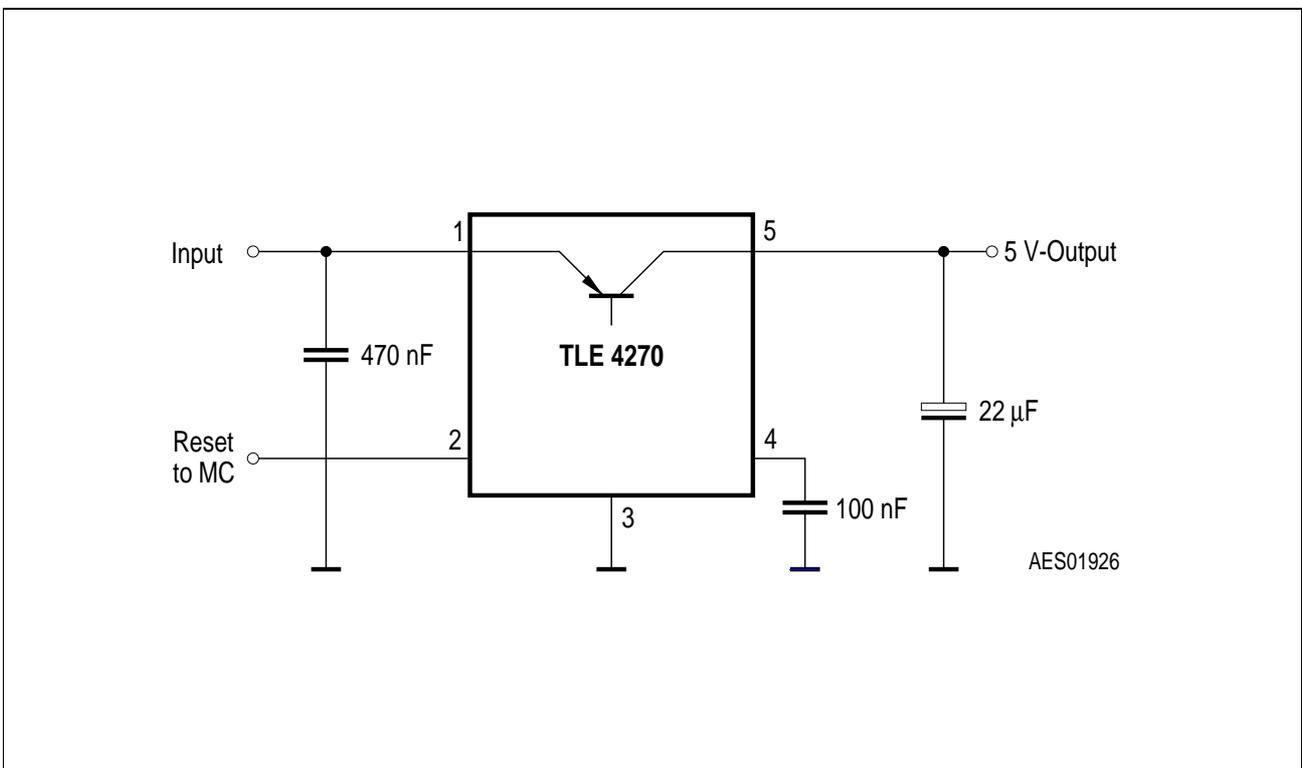 1
5
Input
5 V-Output
TLE 4270
470 nF
22 µF
Reset
to MC
2
4
3
100 nF
AES01926